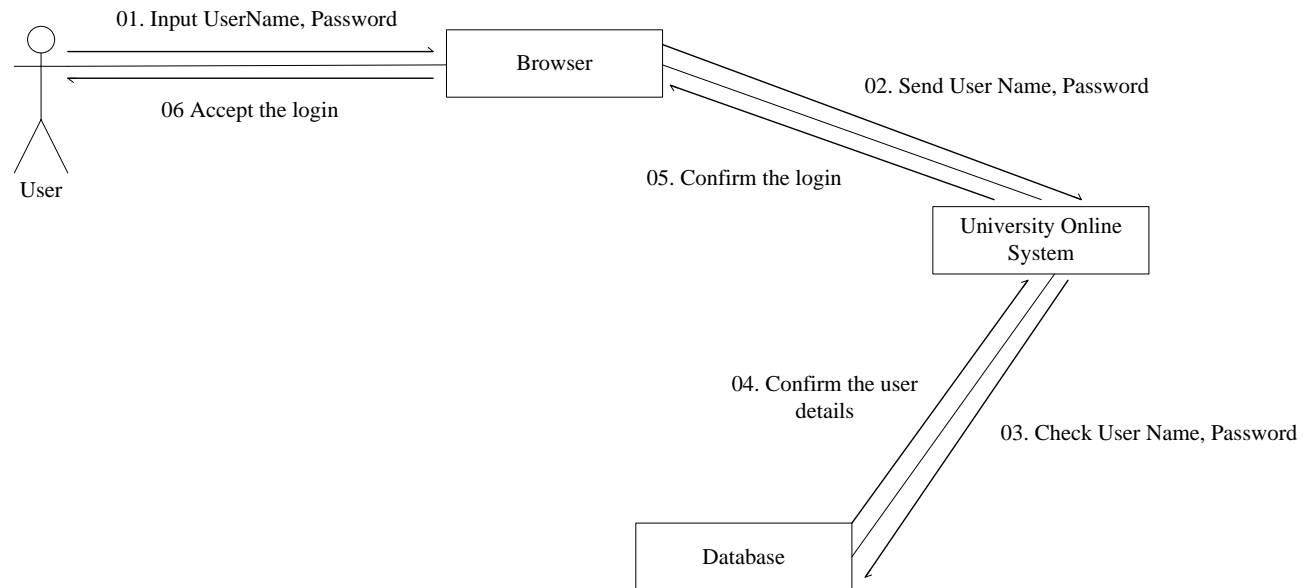 01. Input UserName, Password
Browser
02. Send User Name, Password
06 Accept the login
05. Confirm the login
User
University Online
System
04. Confirm the user
details
03. Check User Name, Password
Database